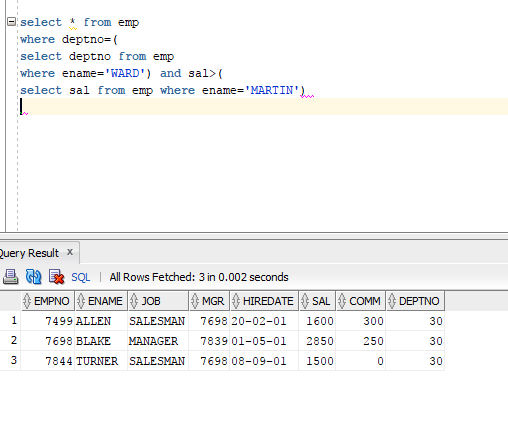 select * from emp
where deptno=(
select deptno from emp
where ename='WARD') and sal>(
select sal from emp where ename='MARTIN')
Query Result x
SQL | All Rows Fetched: 3 in 0.002 seconds
EMPNO ENAME JOB MGR HIREDATE SAL COMM DEPTNO
1 7499 ALLEN SALESMAN 7698 20-02-01 1600 300 30
2 7698 BLAKE MANAGER 7839 01-05-01 2850 250 30
3 7844 TURNER SALESMAN 7698 08-09-01 1500 0 30